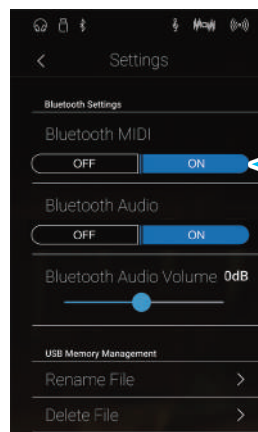 Settings
Bluetooth Settings
Bluetooth MIDI
OFF ON
Bluetooth Audio
OFF ON
Bluetooth Audio Volume 0dB
USB Memory Management
Rename File
Delete File